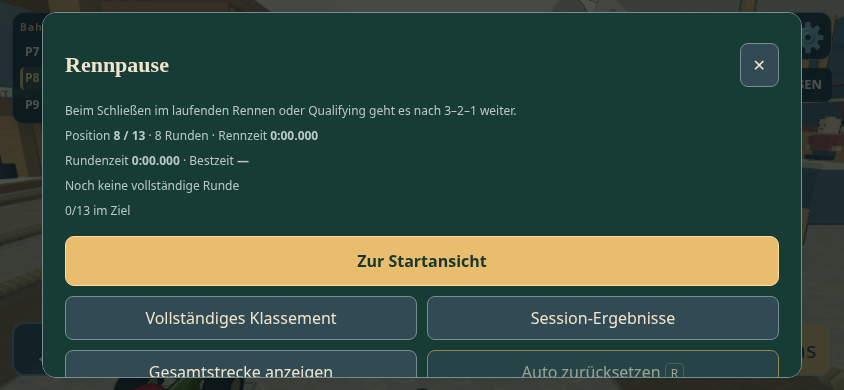 Bah
P7
P8
P9
Rennpause
×
EN
Beim Schließen im laufenden Rennen oder Qualifying geht es nach 3–2–1 weiter.
Position 8 / 13 · 8 Runden · Rennzeit 0:00.000
Rundenzeit 0:00.000 · Bestzeit —
Noch keine vollständige Runde
0/13 im Ziel
Zur Startansicht
Vollständiges Klassement
Session-Ergebnisse
Gesamtstrecke anzeigen
Auto zurücksetzen R